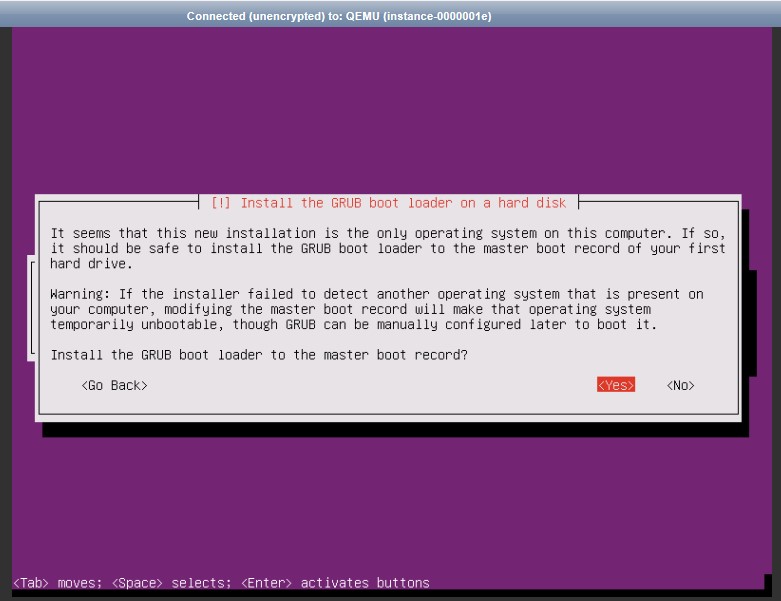 Connected (unencrypted) to: QEMU (instance-0000001e)
[!] Install the GRUB boot loader on a hard disk
It seems that this new installation is the only operating system on this computer. If so,
it should be safe to install the GRUB boot loader to the master boot record of your first
hard drive.
Warning: If the installer failed to detect another operating system that is present on
your computer, modifying the master boot record will make that operating system
temporarily unbootable, though GRUB can be manually configured later to boot it.
Install the GRUB boot loader to the master boot record?
<Go Back> <Yes> <No>
<Tab> moves; <Space> selects; <Enter> activates buttons